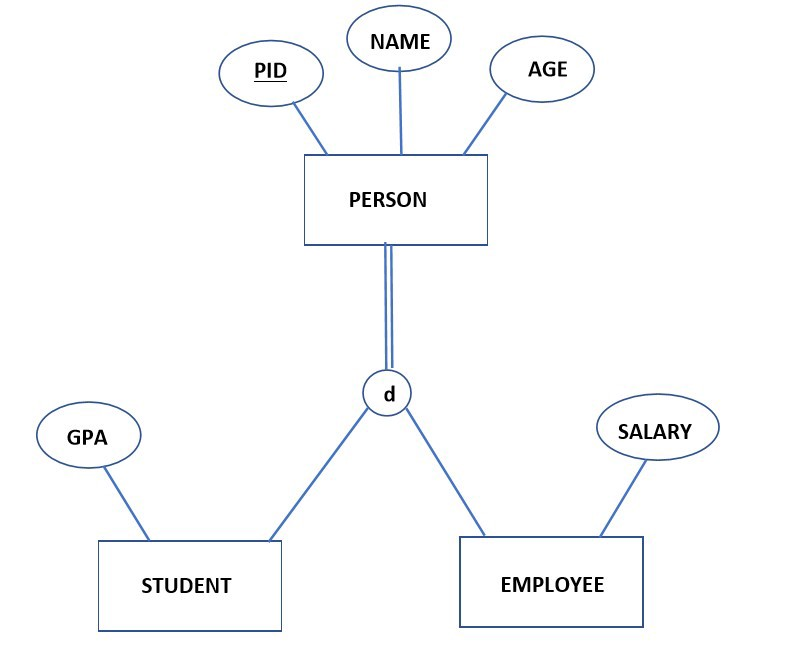 NAME
PID
AGE
PERSON
d
GPA
SALARY
STUDENT
EMPLOYEE